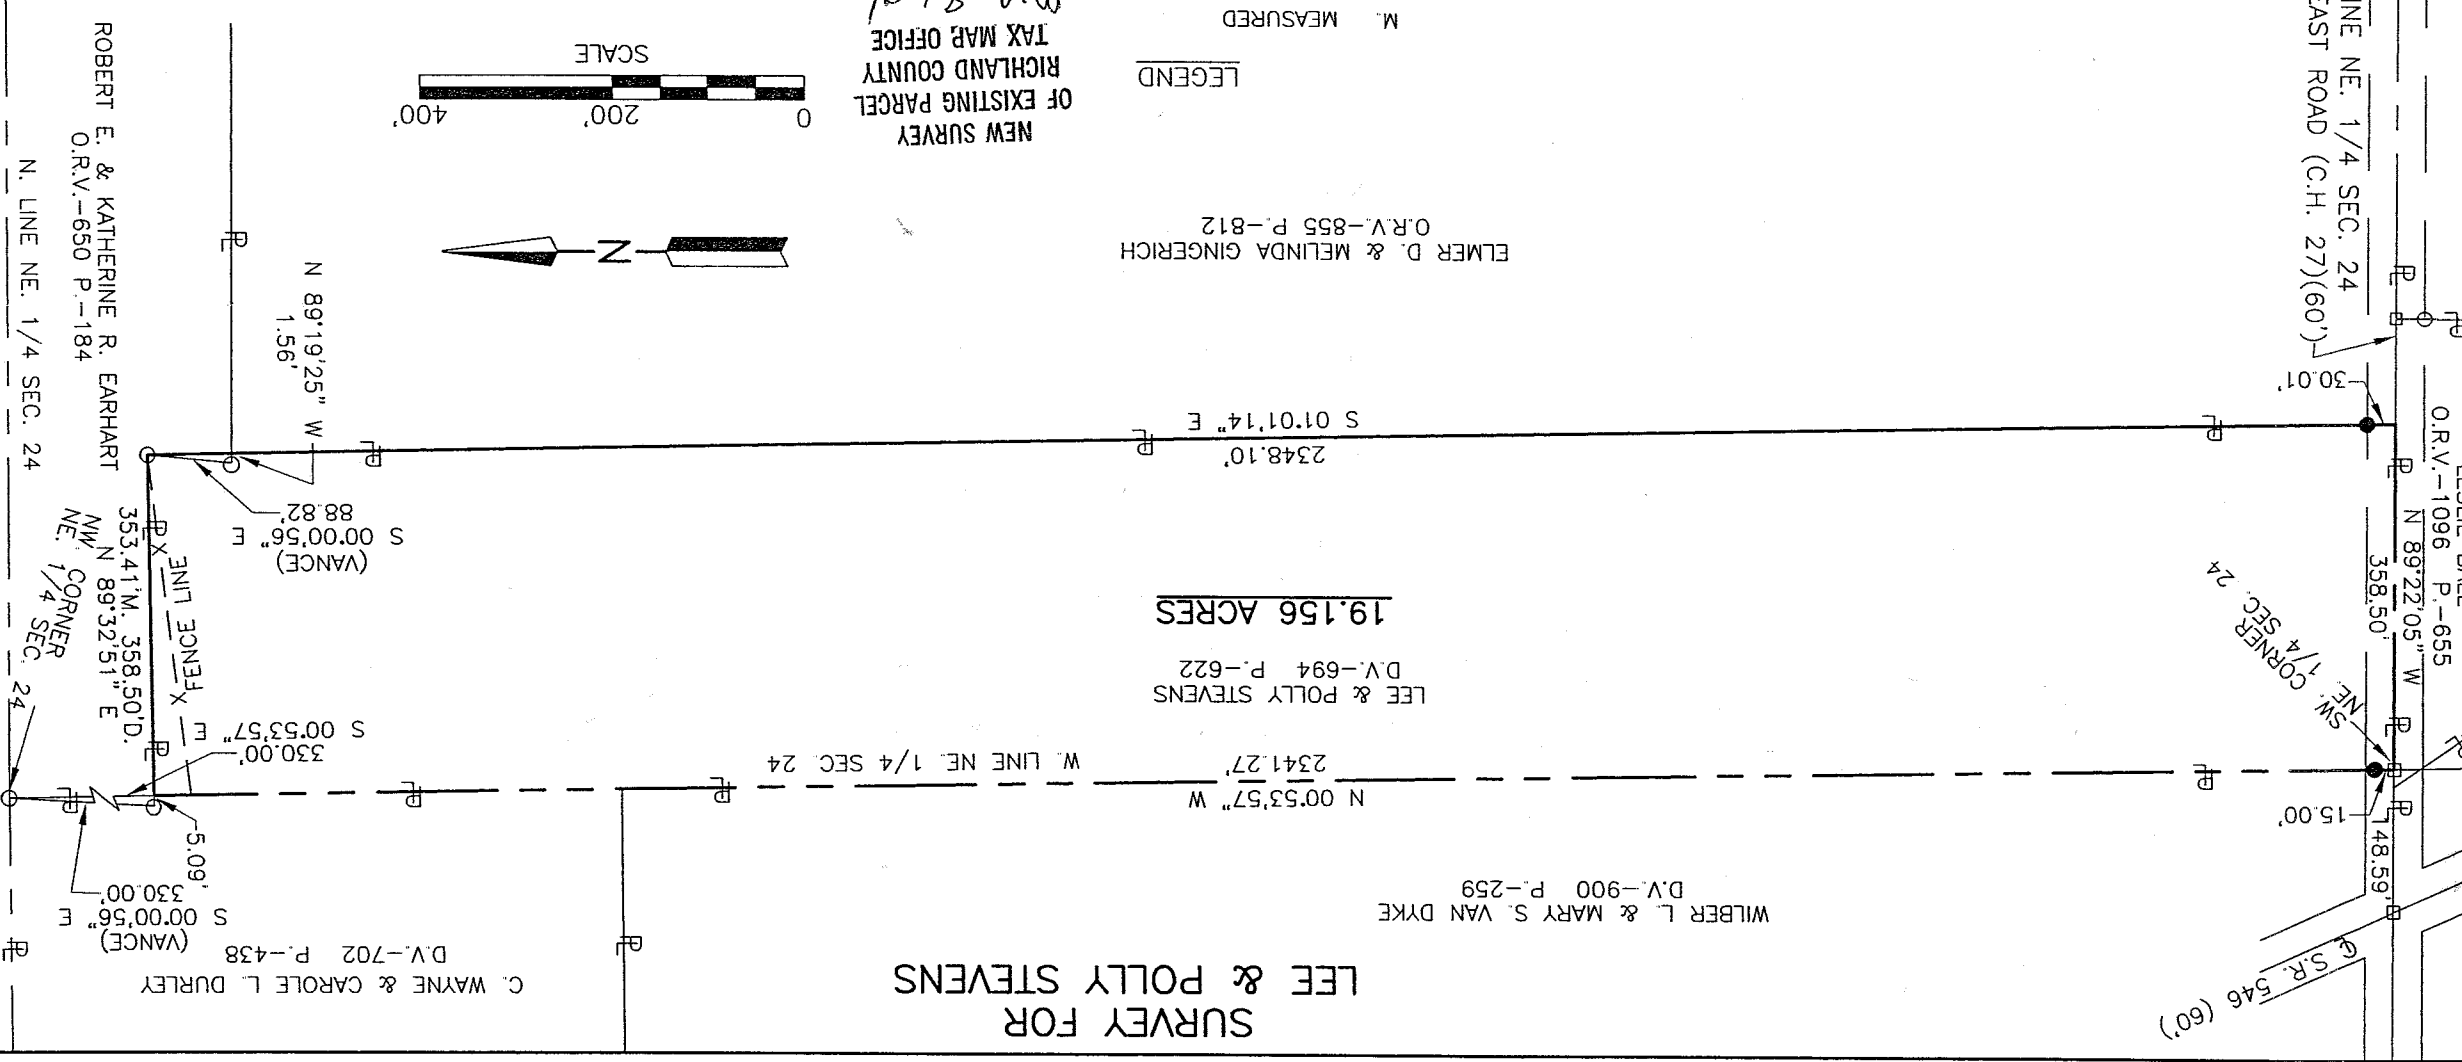 SURVEY FOR
LEE & POLLY STEVENS
S.R. 546 (60')
C. WAYNE & CAROLE L. DURLEY
D.V.-702 P.-438
(VANCE)
S 00°00'56" E
330.00'
WILBER L. & MARY S. VAN DYKE
D.V.-900 P.-259
148.59'
15.00'
5.09'
N 00°53'57" W
2341.27'
W. LINE NE. 1/4 SEC. 24
330.00'
S 00°53'57" E
NW. CORNER
NE. 1/4 SEC. 24
SW. CORNER
NE. 1/4 SEC. 24
LEE & POLLY STEVENS
D.V.-694 P.-622
19.156 ACRES
FENCE LINE
X
X
N 89°32'51" E
353.41'M. 358.50'D.
N 89°22'05" W
358.50'
O.R.V.-1096 P.-655
(VANCE)
S 00°00'56" E
88.82'
2348.10'
S 01°01'14" E
30.01'
N 89°19'25" W
1.56'
ELMER D. & MELINDA GINGERICH
O.R.V.-855 P.-812
N
ROBERT E. & KATHERINE R. EARHART
O.R.V.-650 P.-184
N. LINE NE. 1/4 SEC. 24
LINE NE. 1/4 SEC. 24
EAST ROAD (C.H. 27)(60')
0 200' 400'
SCALE
NEW SURVEY
OF EXISTING PARCEL
RICHLAND COUNTY
TAX MAP OFFICE
LEGEND
M. MEASURED